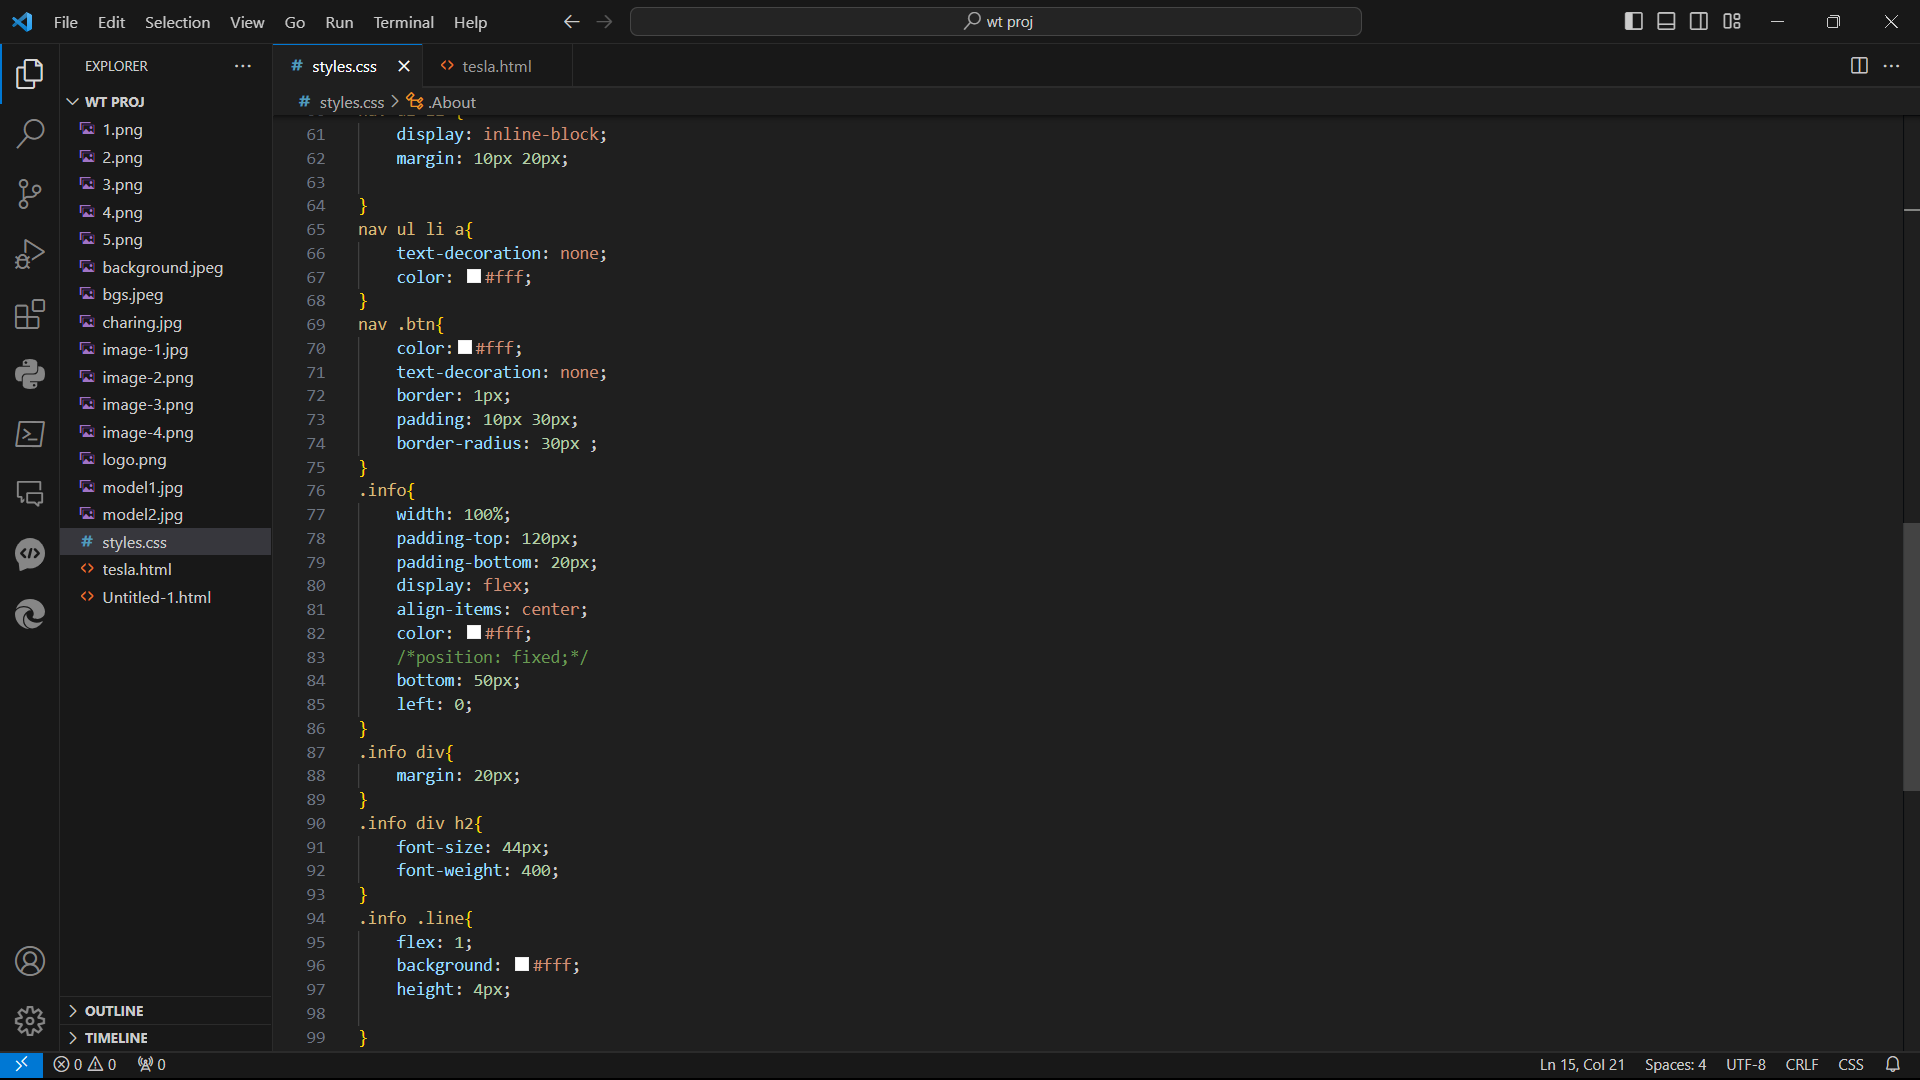 File Edit Selection View Go Run Terminal Help
wt proj
EXPLORER
WT PROJ
1.png
2.png
3.png
4.png
5.png
background.jpeg
bgs.jpeg
charing.jpg
image-1.jpg
image-2.png
image-3.png
image-4.png
logo.png
model1.jpg
model2.jpg
# styles.css
<> tesla.html
<> Untitled-1.html
OUTLINE
TIMELINE
# styles.css <> tesla.html
# styles.css > .About
61 display: inline-block;
62 margin: 10px 20px;
63
64 }
65 nav ul li a{
66 text-decoration: none;
67 color: #fff;
68 }
69 nav .btn{
70 color: #fff;
71 text-decoration: none;
72 border: 1px;
73 padding: 10px 30px;
74 border-radius: 30px ;
75 }
76 .info{
77 width: 100%;
78 padding-top: 120px;
79 padding-bottom: 20px;
80 display: flex;
81 align-items: center;
82 color: #fff;
83 /*position: fixed;*/
84 bottom: 50px;
85 left: 0;
86 }
87 .info div{
88 margin: 20px;
89 }
90 .info div h2{
91 font-size: 44px;
92 font-weight: 400;
93 }
94 .info .line{
95 flex: 1;
96 background: #fff;
97 height: 4px;
98
99 }
0 0 0 Ln 15, Col 21 Spaces: 4 UTF-8 CRLF CSS